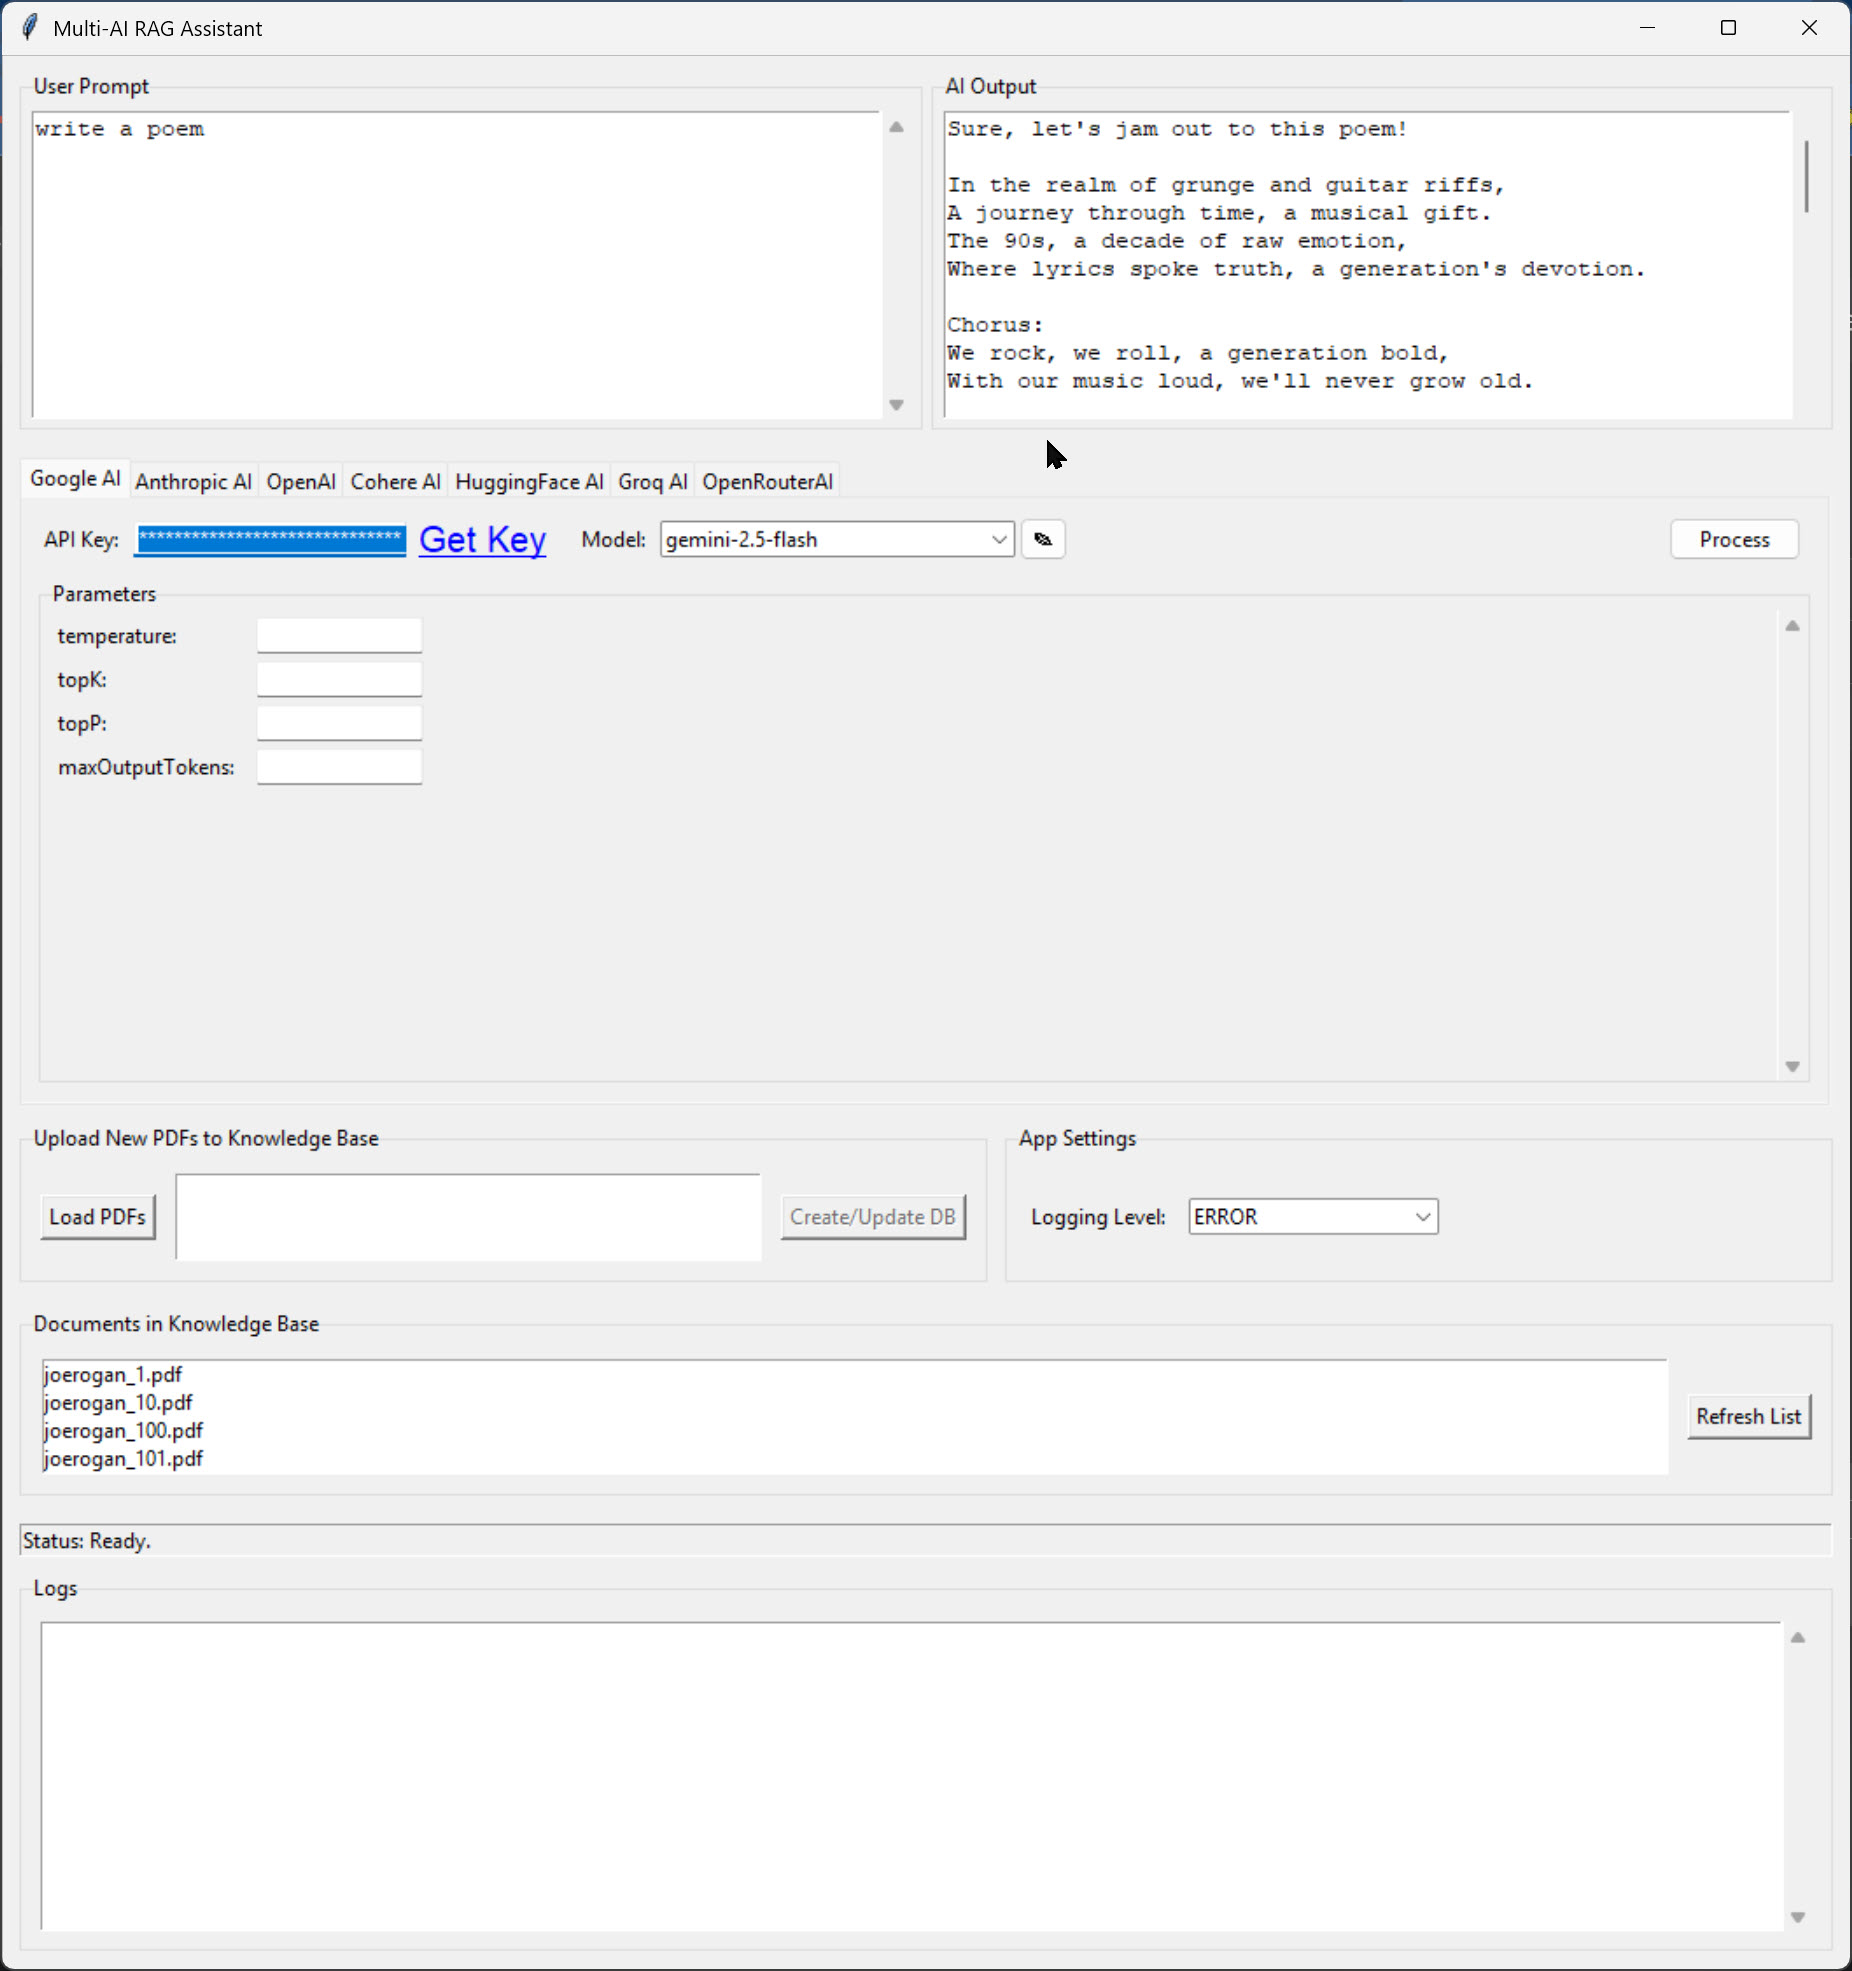 Multi-AI RAG Assistant
User Prompt
write a poem
AI Output
Sure, let's jam out to this poem!
In the realm of grunge and guitar riffs,
A journey through time, a musical gift.
The 90s, a decade of raw emotion,
Where lyrics spoke truth, a generation's devotion.
Chorus:
We rock, we roll, a generation bold,
With our music loud, we'll never grow old.
Google AI Anthropic AI OpenAI Cohere AI HuggingFace AI Groq AI OpenRouterAI
API Key: ****************************** Get Key Model: gemini-2.5-flash Process
Parameters
temperature:
topK:
topP:
maxOutputTokens:
Upload New PDFs to Knowledge Base
Load PDFs Create/Update DB
App Settings
Logging Level: ERROR
Documents in Knowledge Base
joerogan_1.pdf
joerogan_10.pdf
joerogan_100.pdf
joerogan_101.pdf
Refresh List
Status: Ready.
Logs